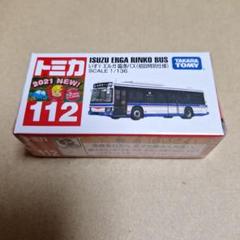 トミカ
2021 NEW!
112
ISUZU ERGA RINKO BUS
いすゞ エルガ 臨港バス(初回特別仕様)
SCALE 1/136
TAKARA
TOMY